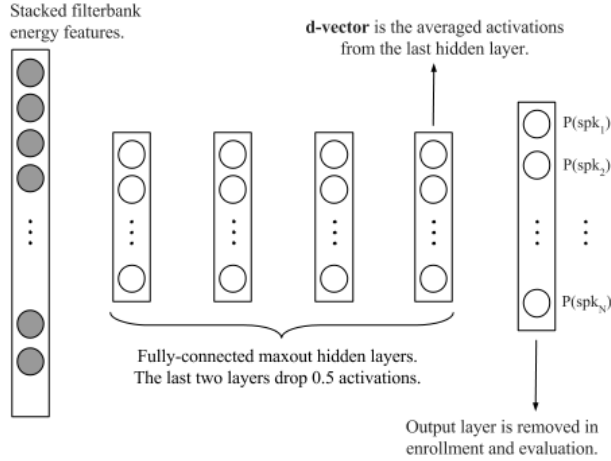 Stacked filterbank
energy features.
d-vector is the averaged activations
from the last hidden layer.
P(spk₁)
P(spk₂)
P(spk_N)
Fully-connected maxout hidden layers.
The last two layers drop 0.5 activations.
Output layer is removed in
enrollment and evaluation.